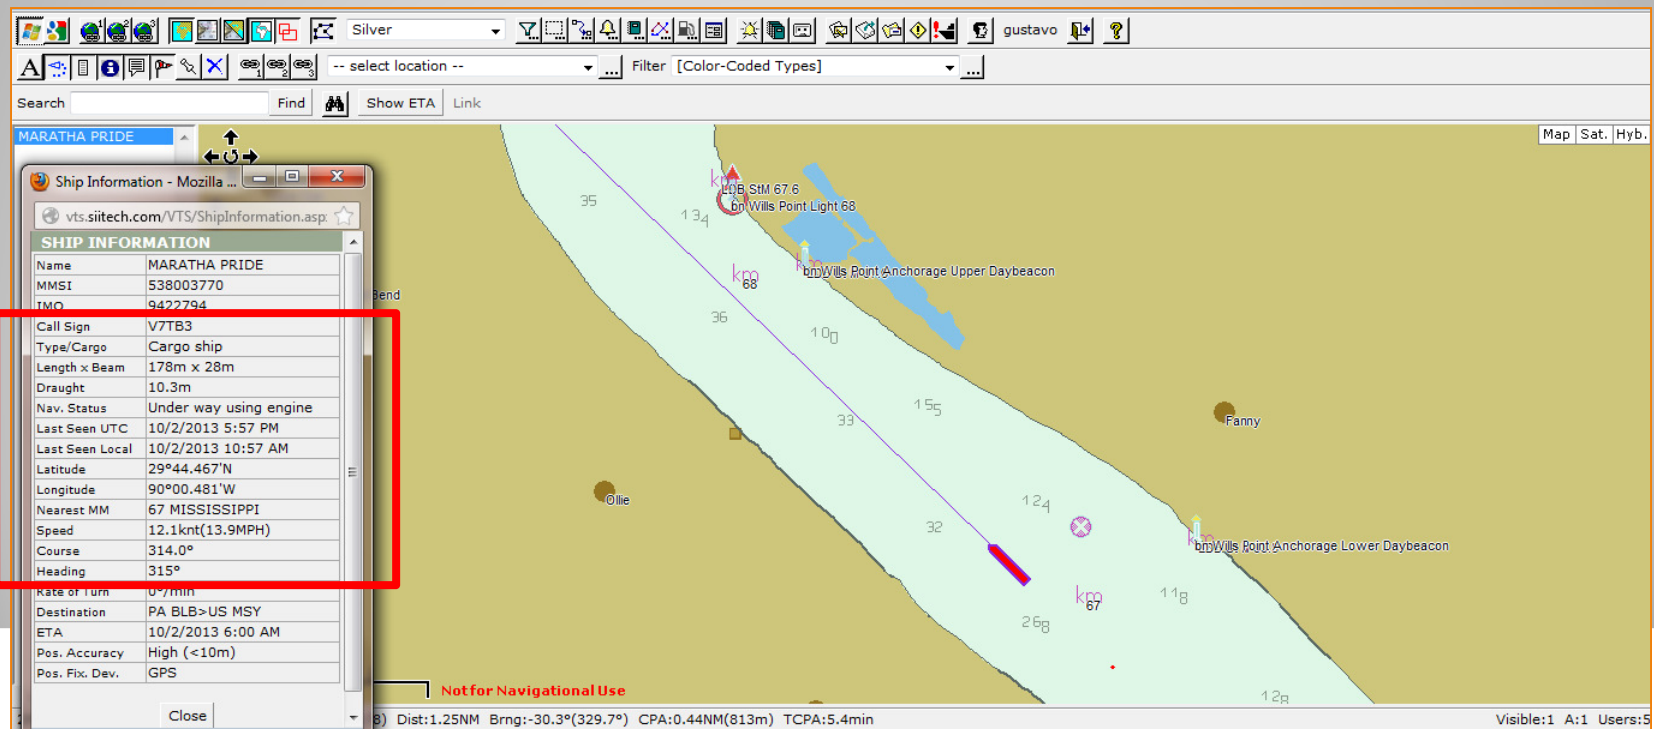 Silver
gustavo
-- select location --
...
Filter
[Color-Coded Types]
...
Search
Find
Show ETA
Link
MARATHA PRIDE
Map
Sat.
Hyb.
Ship Information - Mozilla ...
vts.siitech.com/VTS/ShipInformation.asp
SHIP INFORMATION
Name MARATHA PRIDE
MMSI 538003770
IMO 9422794
Call Sign V7TB3
Type/Cargo Cargo ship
Length x Beam 178m x 28m
Draught 10.3m
Nav. Status Under way using engine
Last Seen UTC 10/2/2013 5:57 PM
Last Seen Local 10/2/2013 10:57 AM
Latitude 29°44.467'N
Longitude 90°00.481'W
Nearest MM 67 MISSISSIPPI
Speed 12.1knt(13.9MPH)
Course 314.0°
Heading 315°
Rate of Turn 0°/min
Destination PA BLB>US MSY
ETA 10/2/2013 6:00 AM
Pos. Accuracy High (<10m)
Pos. Fix. Dev. GPS
Close
35
134
LDB StM 67.6
bn Wills Point Light 68
km
68
bn Wills Point Anchorage Upper Daybeacon
Bend
36
100
33
155
Fanny
Ollie
32
124
bn Wills Point Anchorage Lower Daybeacon
km
67
118
268
128
Not for Navigational Use
Dist:1.25NM Brng:-30.3°(329.7°) CPA:0.44NM(813m) TCPA:5.4min
Visible:1 A:1 Users:5